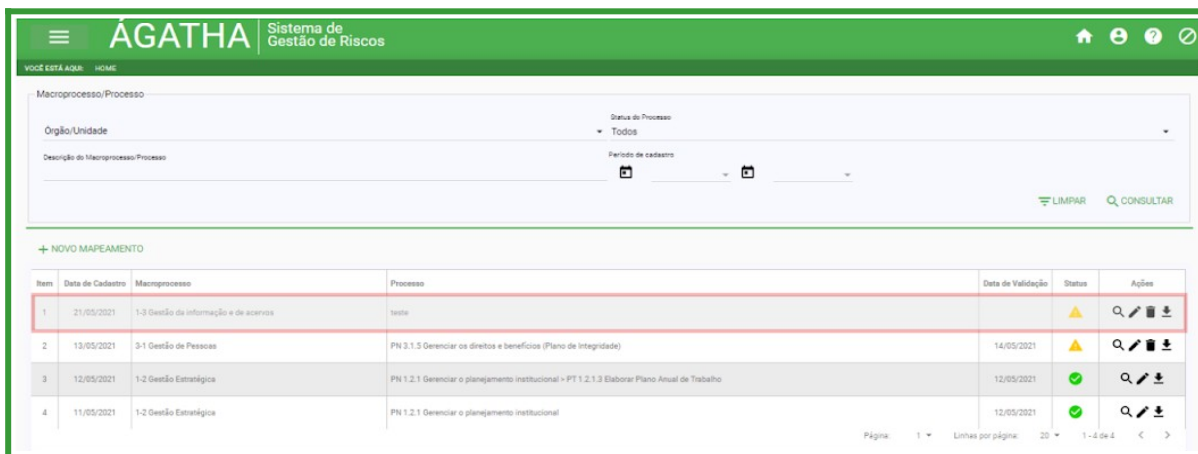 ÁGATHA Sistema de
Gestão de Riscos
VOCÊ ESTÁ AQUI: HOME
Macroprocesso/Processo
Órgão/Unidade
Status do Processo
Todos
Descrição do Macroprocesso/Processo
Período de cadastro
LIMPAR CONSULTAR
+ NOVO MAPEAMENTO
Item Data de Cadastro Macroprocesso Processo Data de Validação Status Ações
1 21/05/2021 1-3 Gestão da informação e de acervos teste
2 13/05/2021 3-1 Gestão de Pessoas PN 3.1.5 Gerenciar os direitos e benefícios (Plano de Integridade) 14/05/2021
3 12/05/2021 1-2 Gestão Estratégica PN 1.2.1 Gerenciar o planejamento institucional > PT 1.2.1.3 Elaborar Plano Anual de Trabalho 12/05/2021
4 11/05/2021 1-2 Gestão Estratégica PN 1.2.1 Gerenciar o planejamento institucional 12/05/2021
Página: 1 Linhas por página: 20 1 - 4 de 4